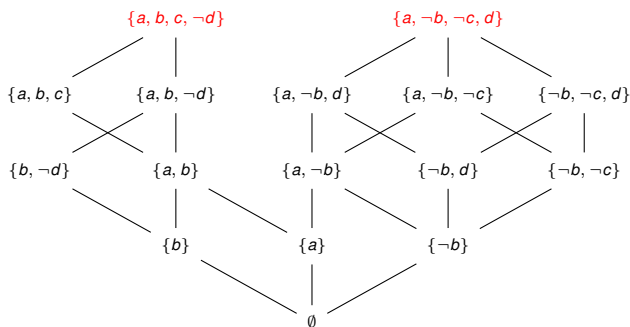 {a, b, c, ¬d} {a, ¬b, ¬c, d}
{a, b, c} {a, b, ¬d} {a, ¬b, d} {a, ¬b, ¬c} {¬b, ¬c, d}
{b, ¬d} {a, b} {a, ¬b} {¬b, d} {¬b, ¬c}
{b} {a} {¬b}
∅